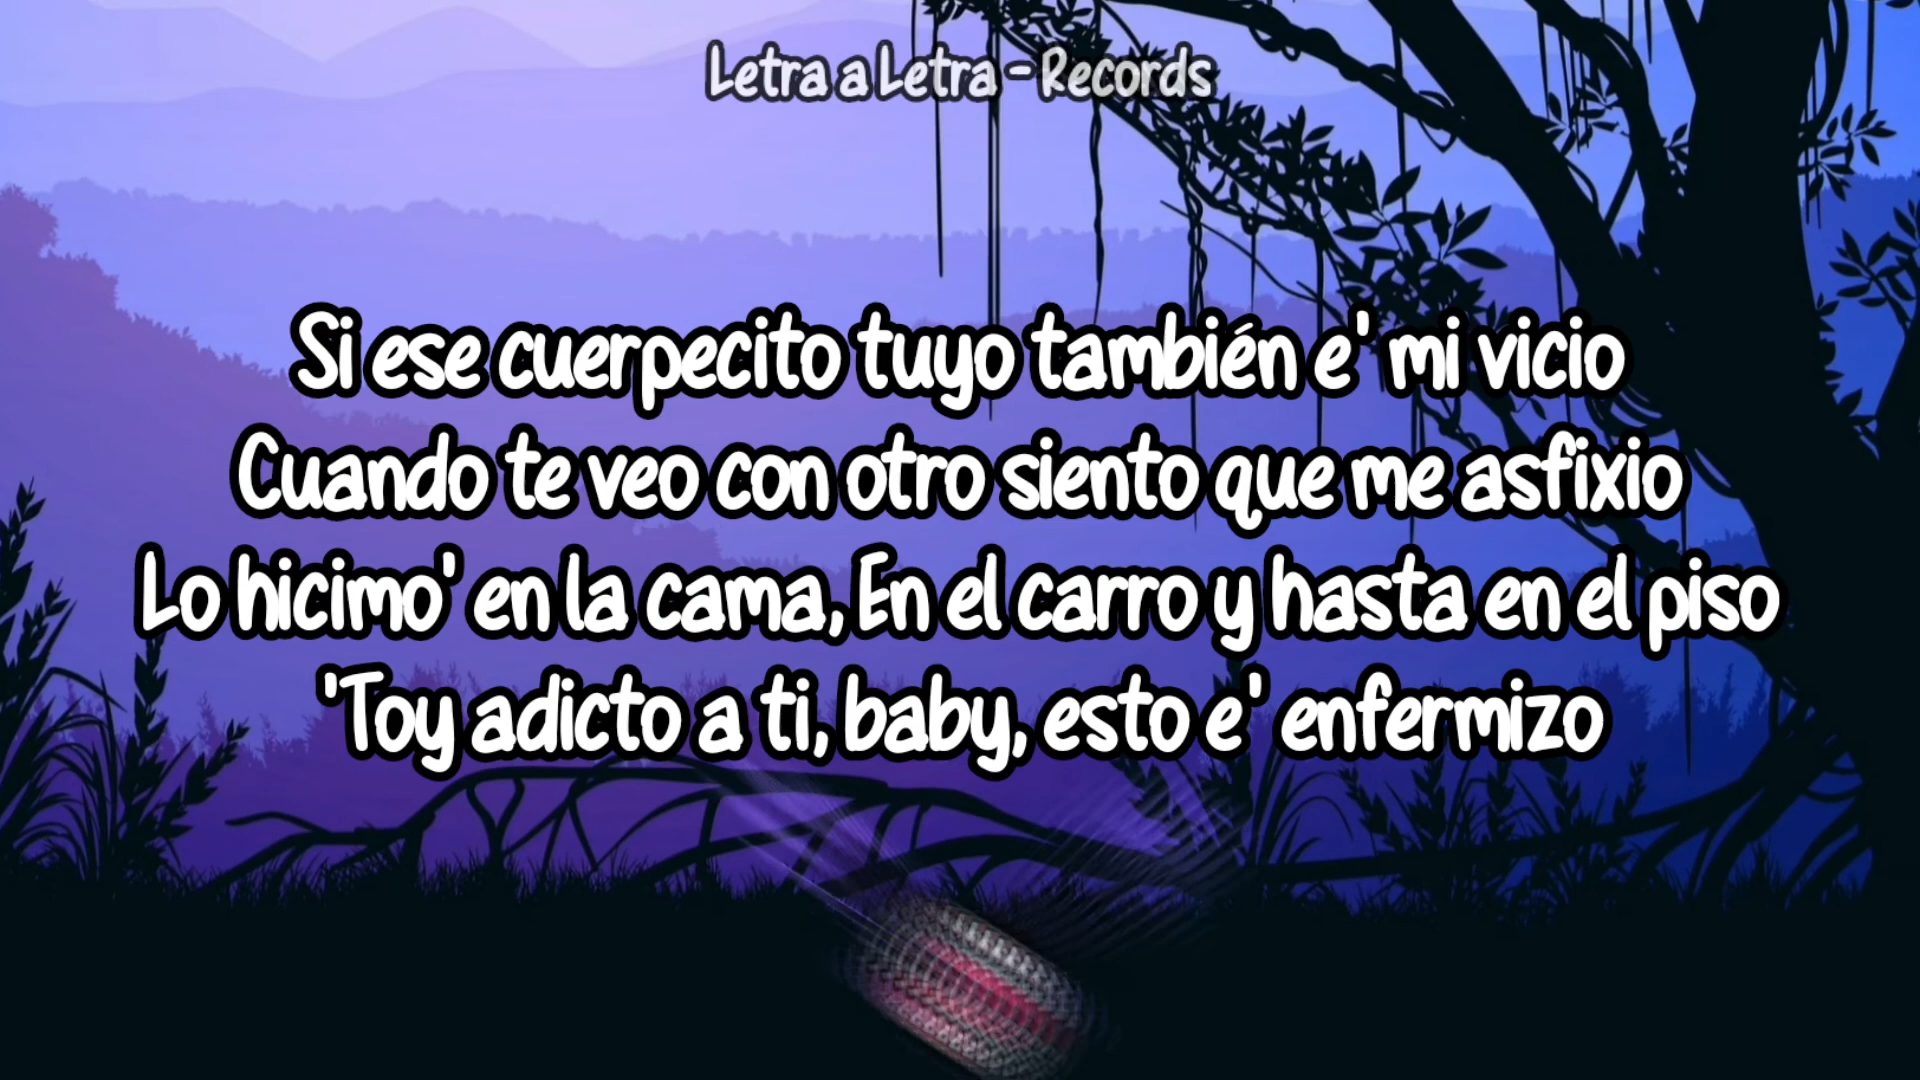 Letra a Letra - Records
Si ese cuerpecito tuyo también e' mi vicio
Cuando te veo con otro siento que me asfixio
Lo hicimo' en la cama, En el carro y hasta en el piso
'Toy adicto a ti, baby, esto e' enfermizo